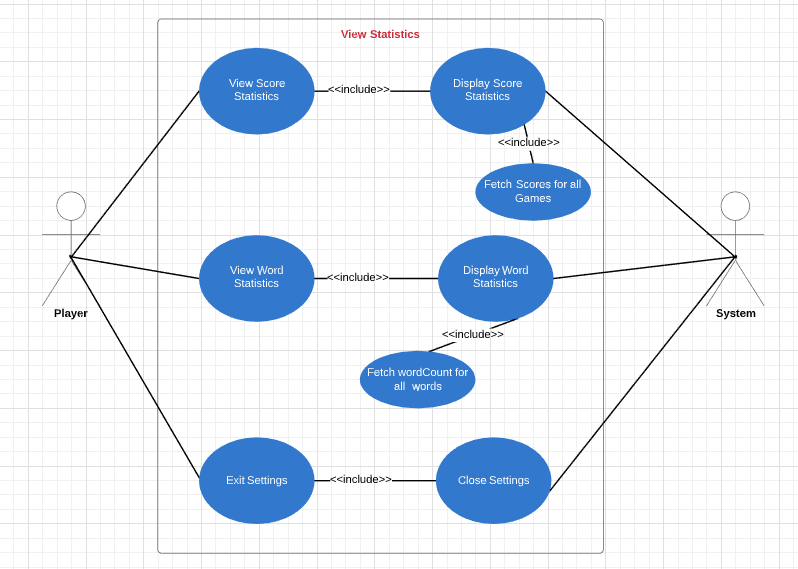 View Statistics
View Score
Statistics
<<include>>
Display Score
Statistics
<<include>>
Fetch Scores for all
Games
View Word
Statistics
<<include>>
Display Word
Statistics
Player
System
<<include>>
Fetch wordCount for
all words
Exit Settings
<<include>>
Close Settings